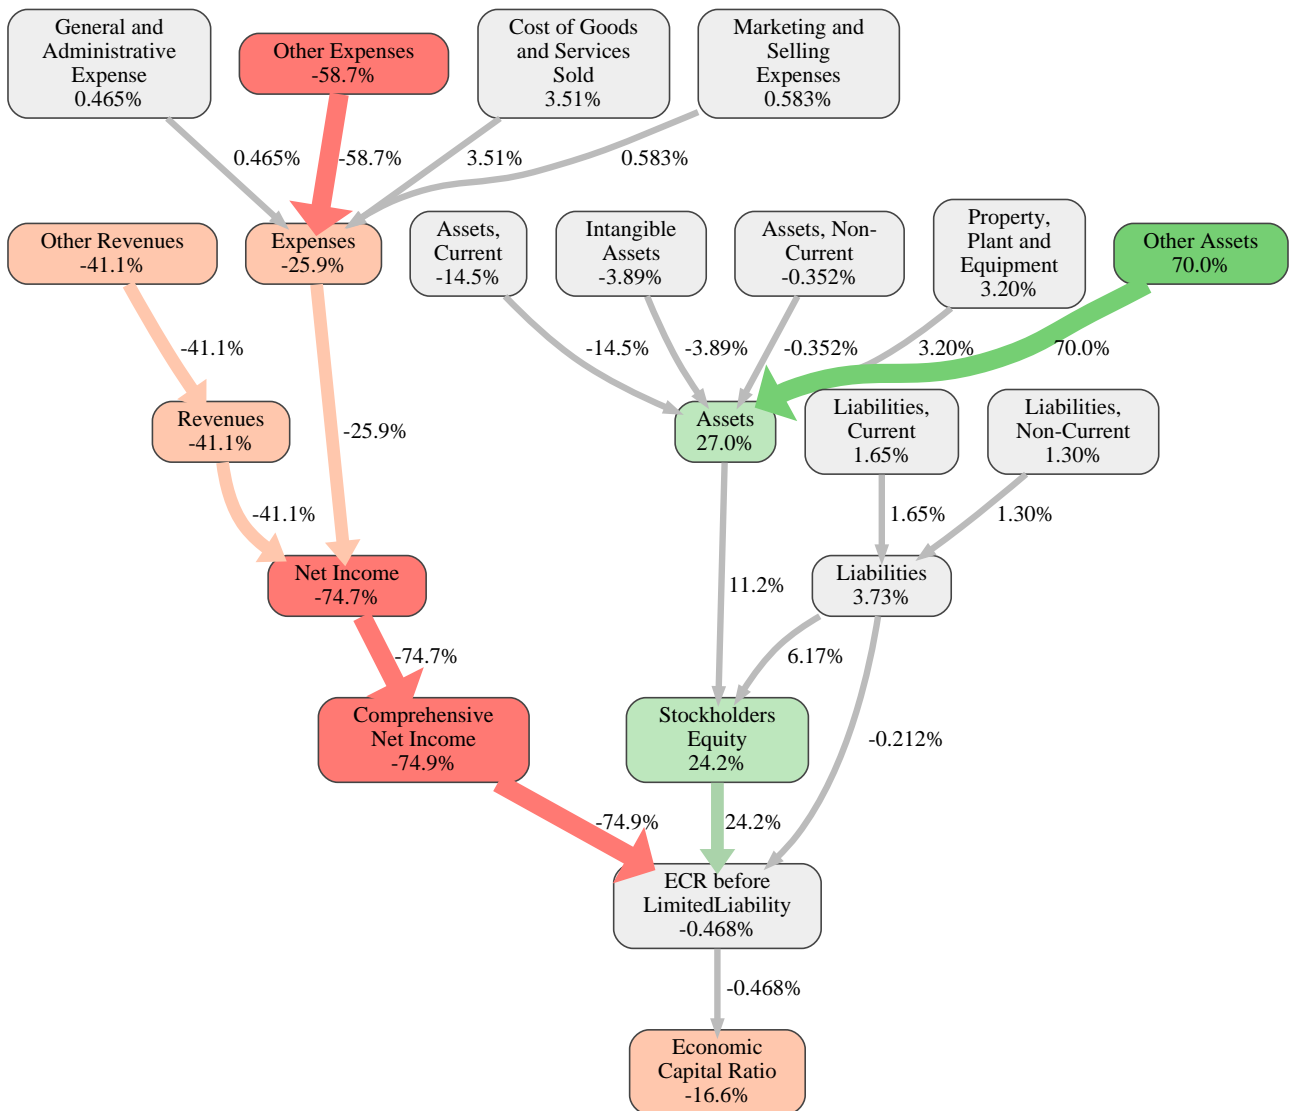 General and
Administrative
Expense
0.465%
Other Expenses
-58.7%
Cost of Goods
and Services
Sold
3.51%
Marketing and
Selling
Expenses
0.583%
0.465%
-58.7%
3.51%
0.583%
Other Revenues
-41.1%
Expenses
-25.9%
Assets,
Current
-14.5%
Intangible
Assets
-3.89%
Assets, Non-
Current
-0.352%
Property,
Plant and
Equipment
3.20%
Other Assets
70.0%
-41.1%
-14.5%
-3.89%
-0.352%
3.20%
70.0%
Revenues
-41.1%
-25.9%
Assets
27.0%
Liabilities,
Current
1.65%
Liabilities,
Non-Current
1.30%
-41.1%
1.65%
1.30%
Net Income
-74.7%
11.2%
Liabilities
3.73%
-74.7%
6.17%
Comprehensive
Net Income
-74.9%
Stockholders
Equity
24.2%
-0.212%
-74.9%
24.2%
ECR before
LimitedLiability
-0.468%
-0.468%
Economic
Capital Ratio
-16.6%